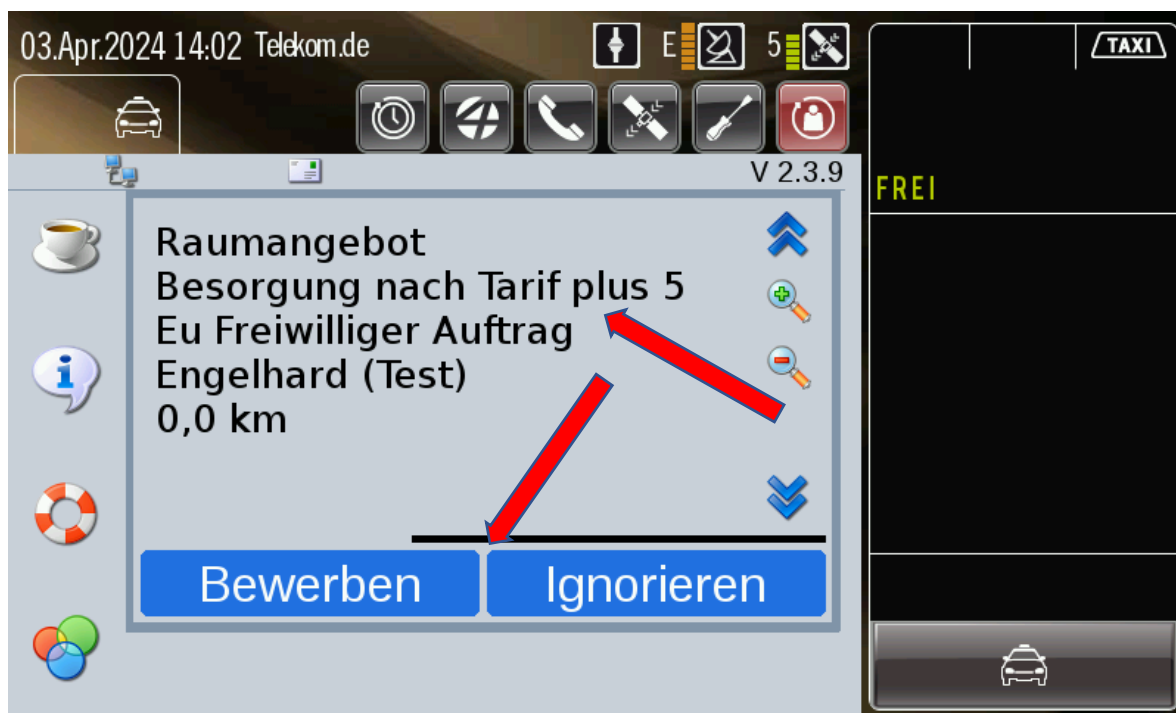 03.Apr.2024 14:02 Telekom.de
E
5
TAXI
V 2.3.9
FREI
Raumangebot
Besorgung nach Tarif plus 5
Eu Freiwilliger Auftrag
Engelhard (Test)
0,0 km
Bewerben
Ignorieren